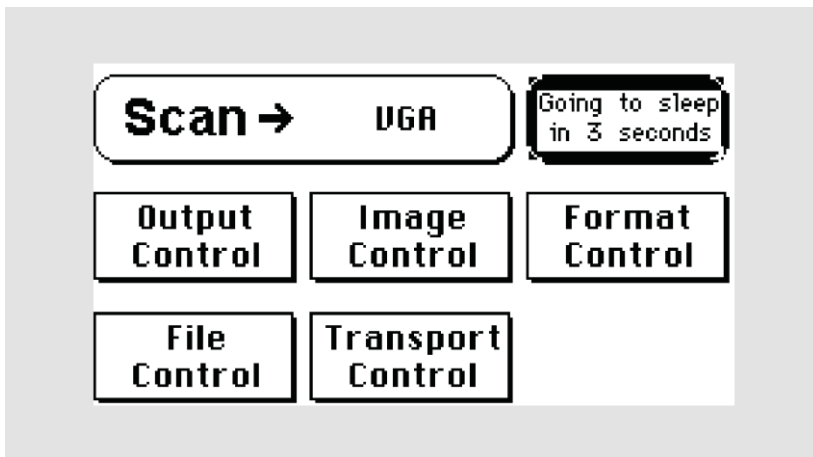 Scan→ VGA
Going to sleep
in 3 seconds
Output
Control
Image
Control
Format
Control
File
Control
Transport
Control